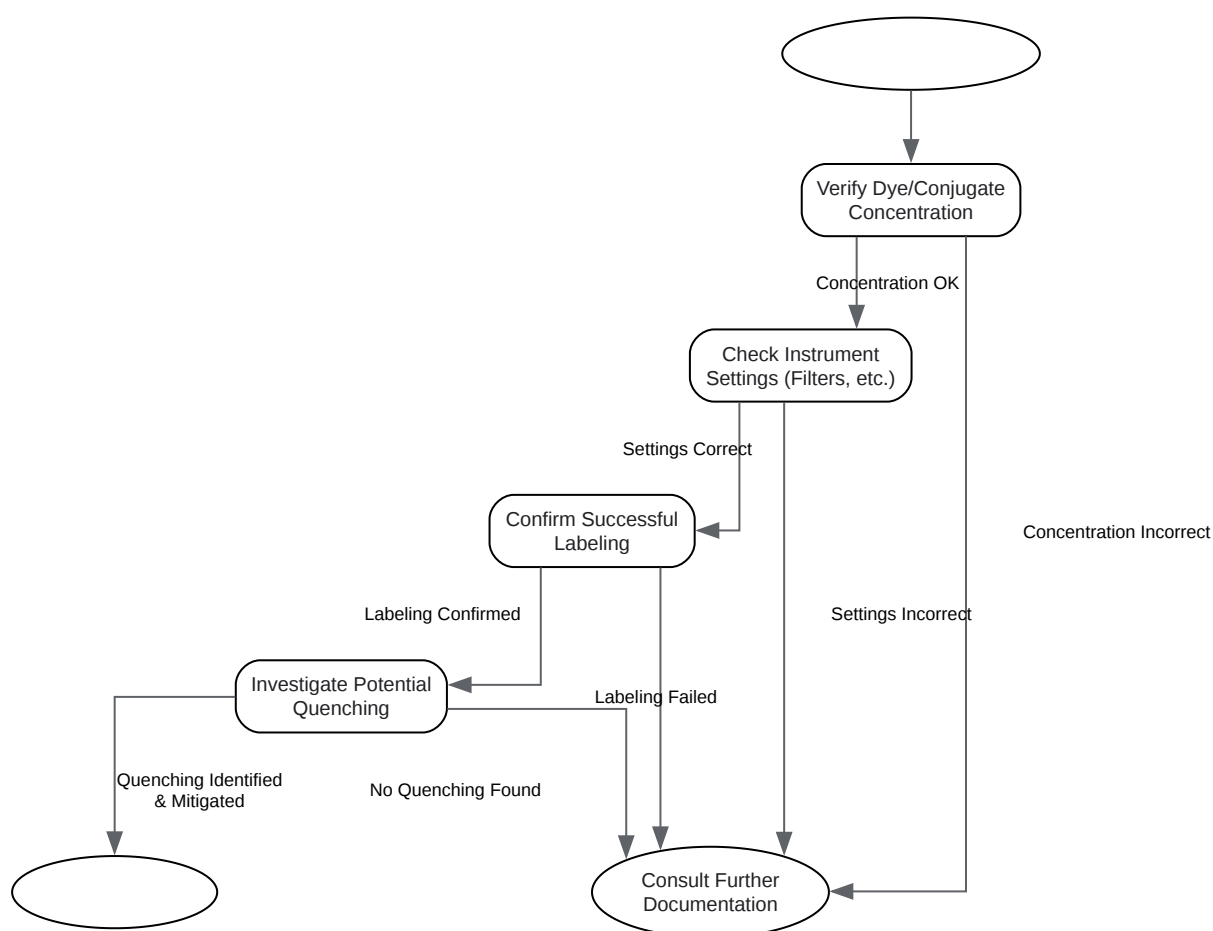 Verify Dye/Conjugate
Concentration
Concentration OK
Check Instrument
Settings (Filters, etc.)
Settings Correct
Confirm Successful
Labeling
Concentration Incorrect
Labeling Confirmed
Settings Incorrect
Investigate Potential
Quenching
Labeling Failed
Quenching Identified
& Mitigated
No Quenching Found
Consult Further
Documentation